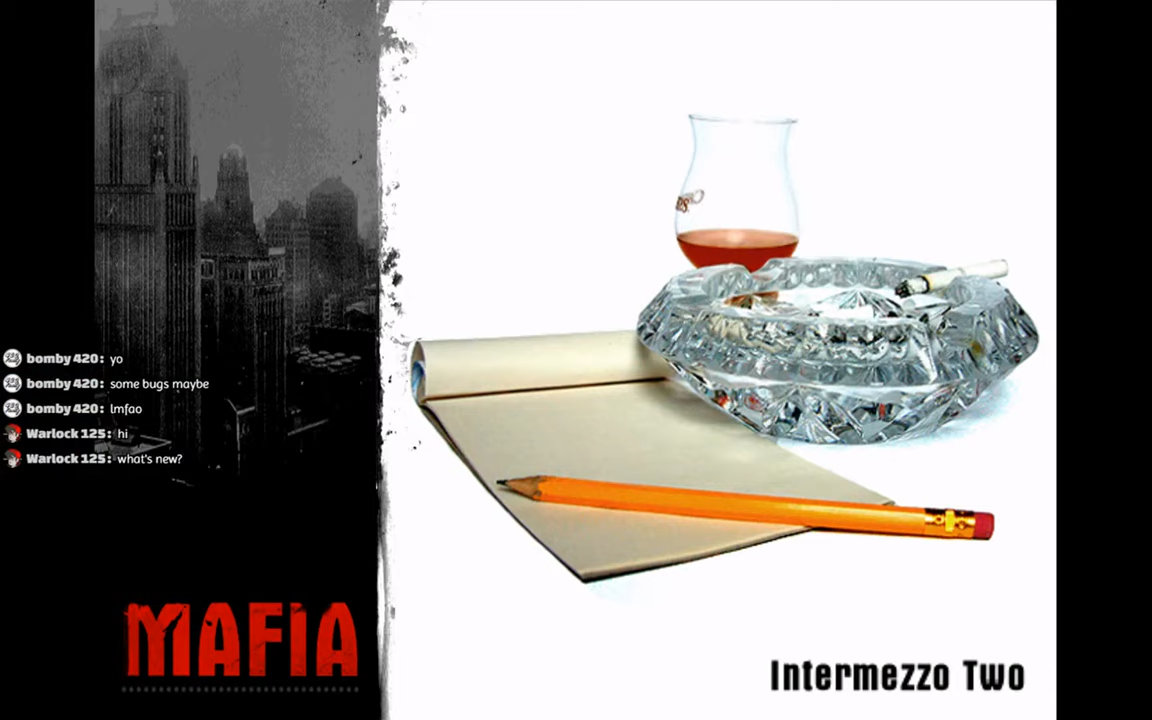 bomby420: yo
bomby420: some bugs maybe
bomby420: lmfao
Warlock125: hi
Warlock125: what's new?
MAFIA
Intermezzo Two